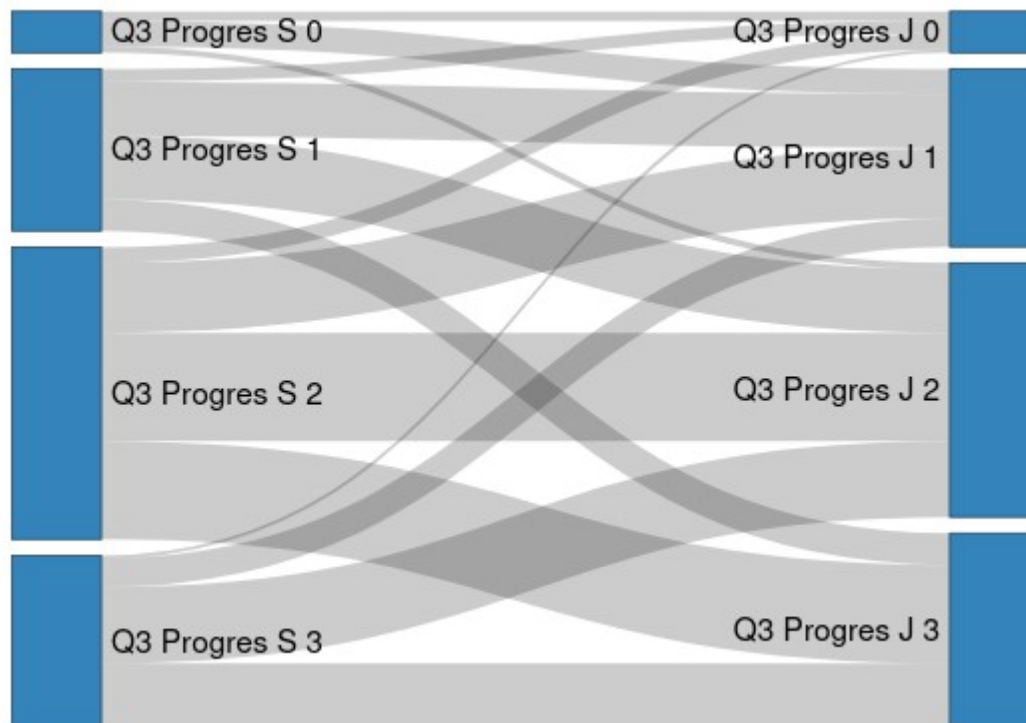 Q3 Progres S 0
Q3 Progres J 0
Q3 Progres S 1
Q3 Progres J 1
Q3 Progres S 2
Q3 Progres J 2
Q3 Progres S 3
Q3 Progres J 3